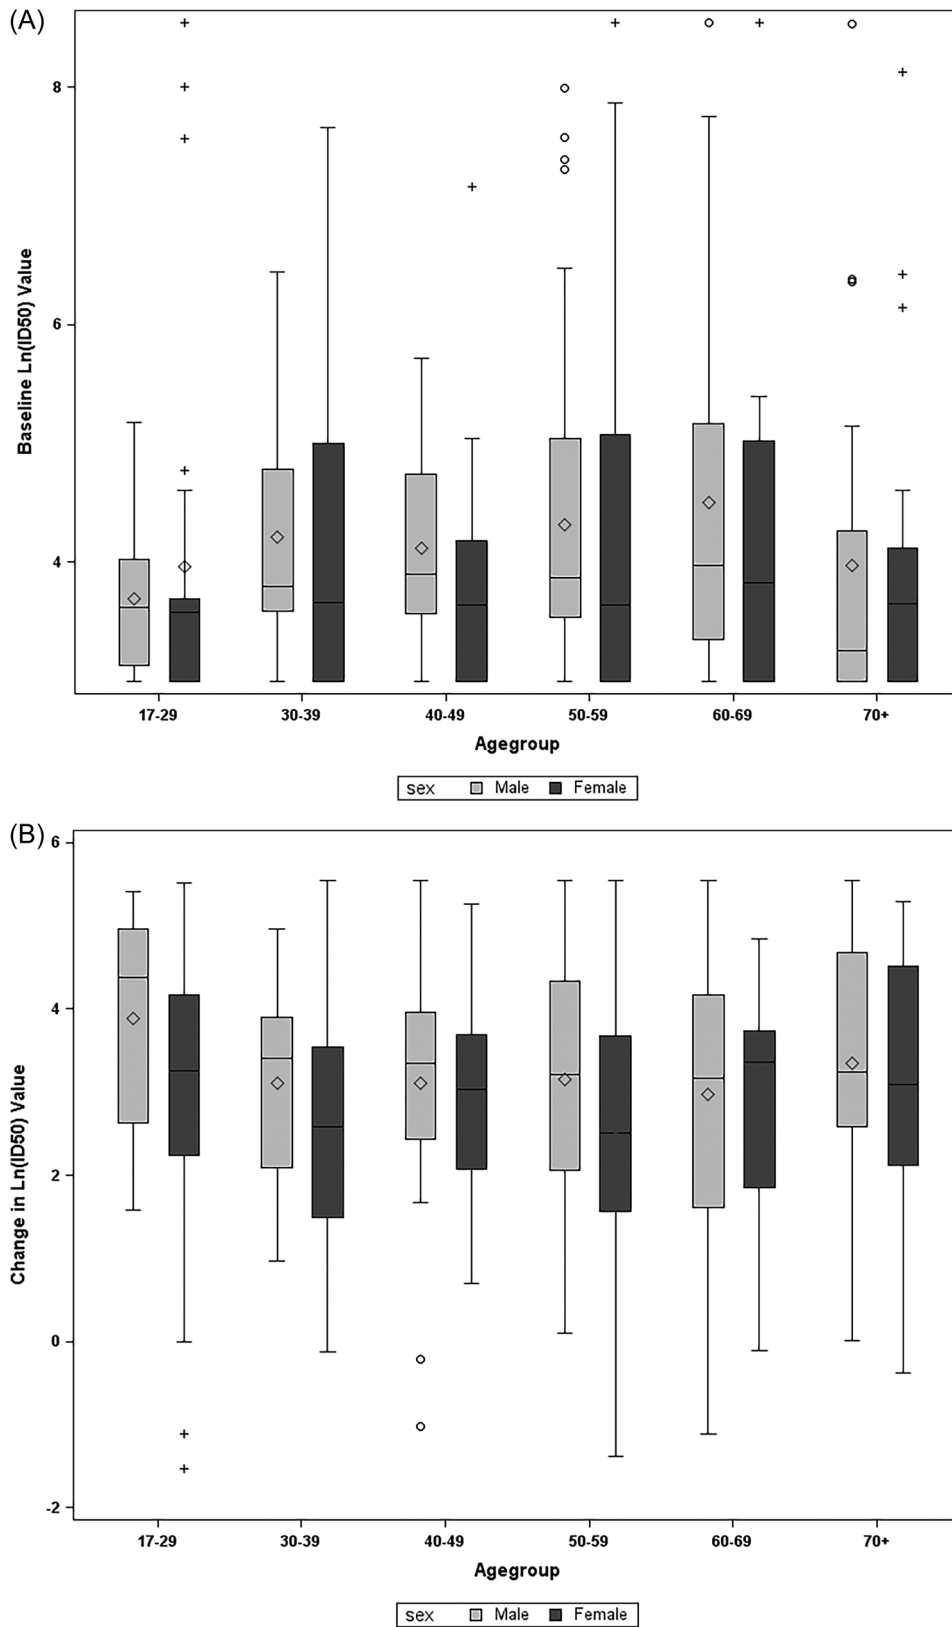 (A)
8
6
4
Baseline Ln(ID50) Value
17-29 30-39 40-49 50-59 60-69 70+
Agegroup
sex Male Female
(B)
6
4
2
0
-2
Change in Ln(ID50) Value
17-29 30-39 40-49 50-59 60-69 70+
Agegroup
sex Male Female